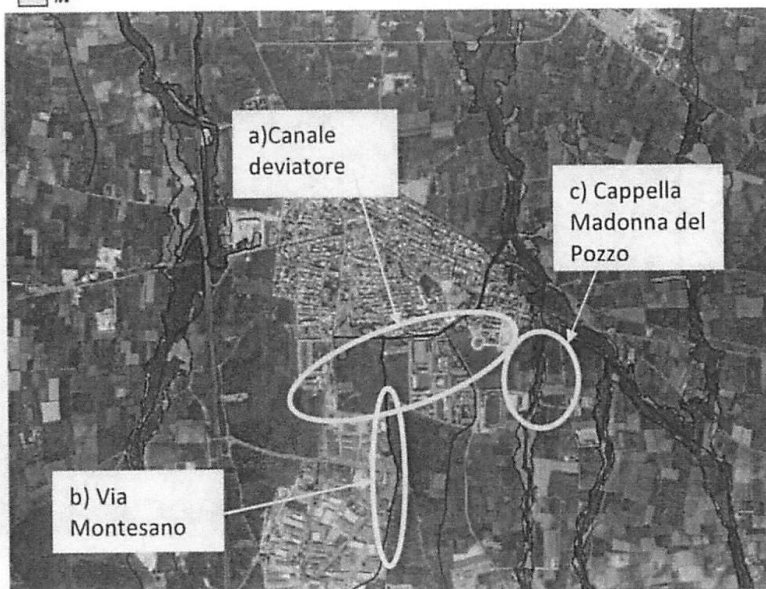 a)Canale
deviatore
c) Cappella
Madonna del
Pozzo
b) Via
Montesano